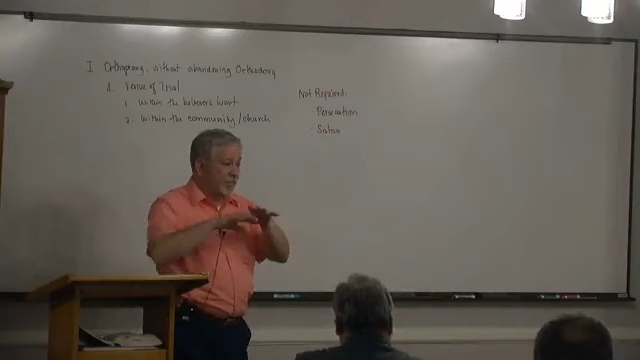 I Orthopraxy, without abandoning Orthodoxy
A. Venue of Trial
1. Within the believers heart
2. Within the community/church
Not Required:
Persecution
- Satan